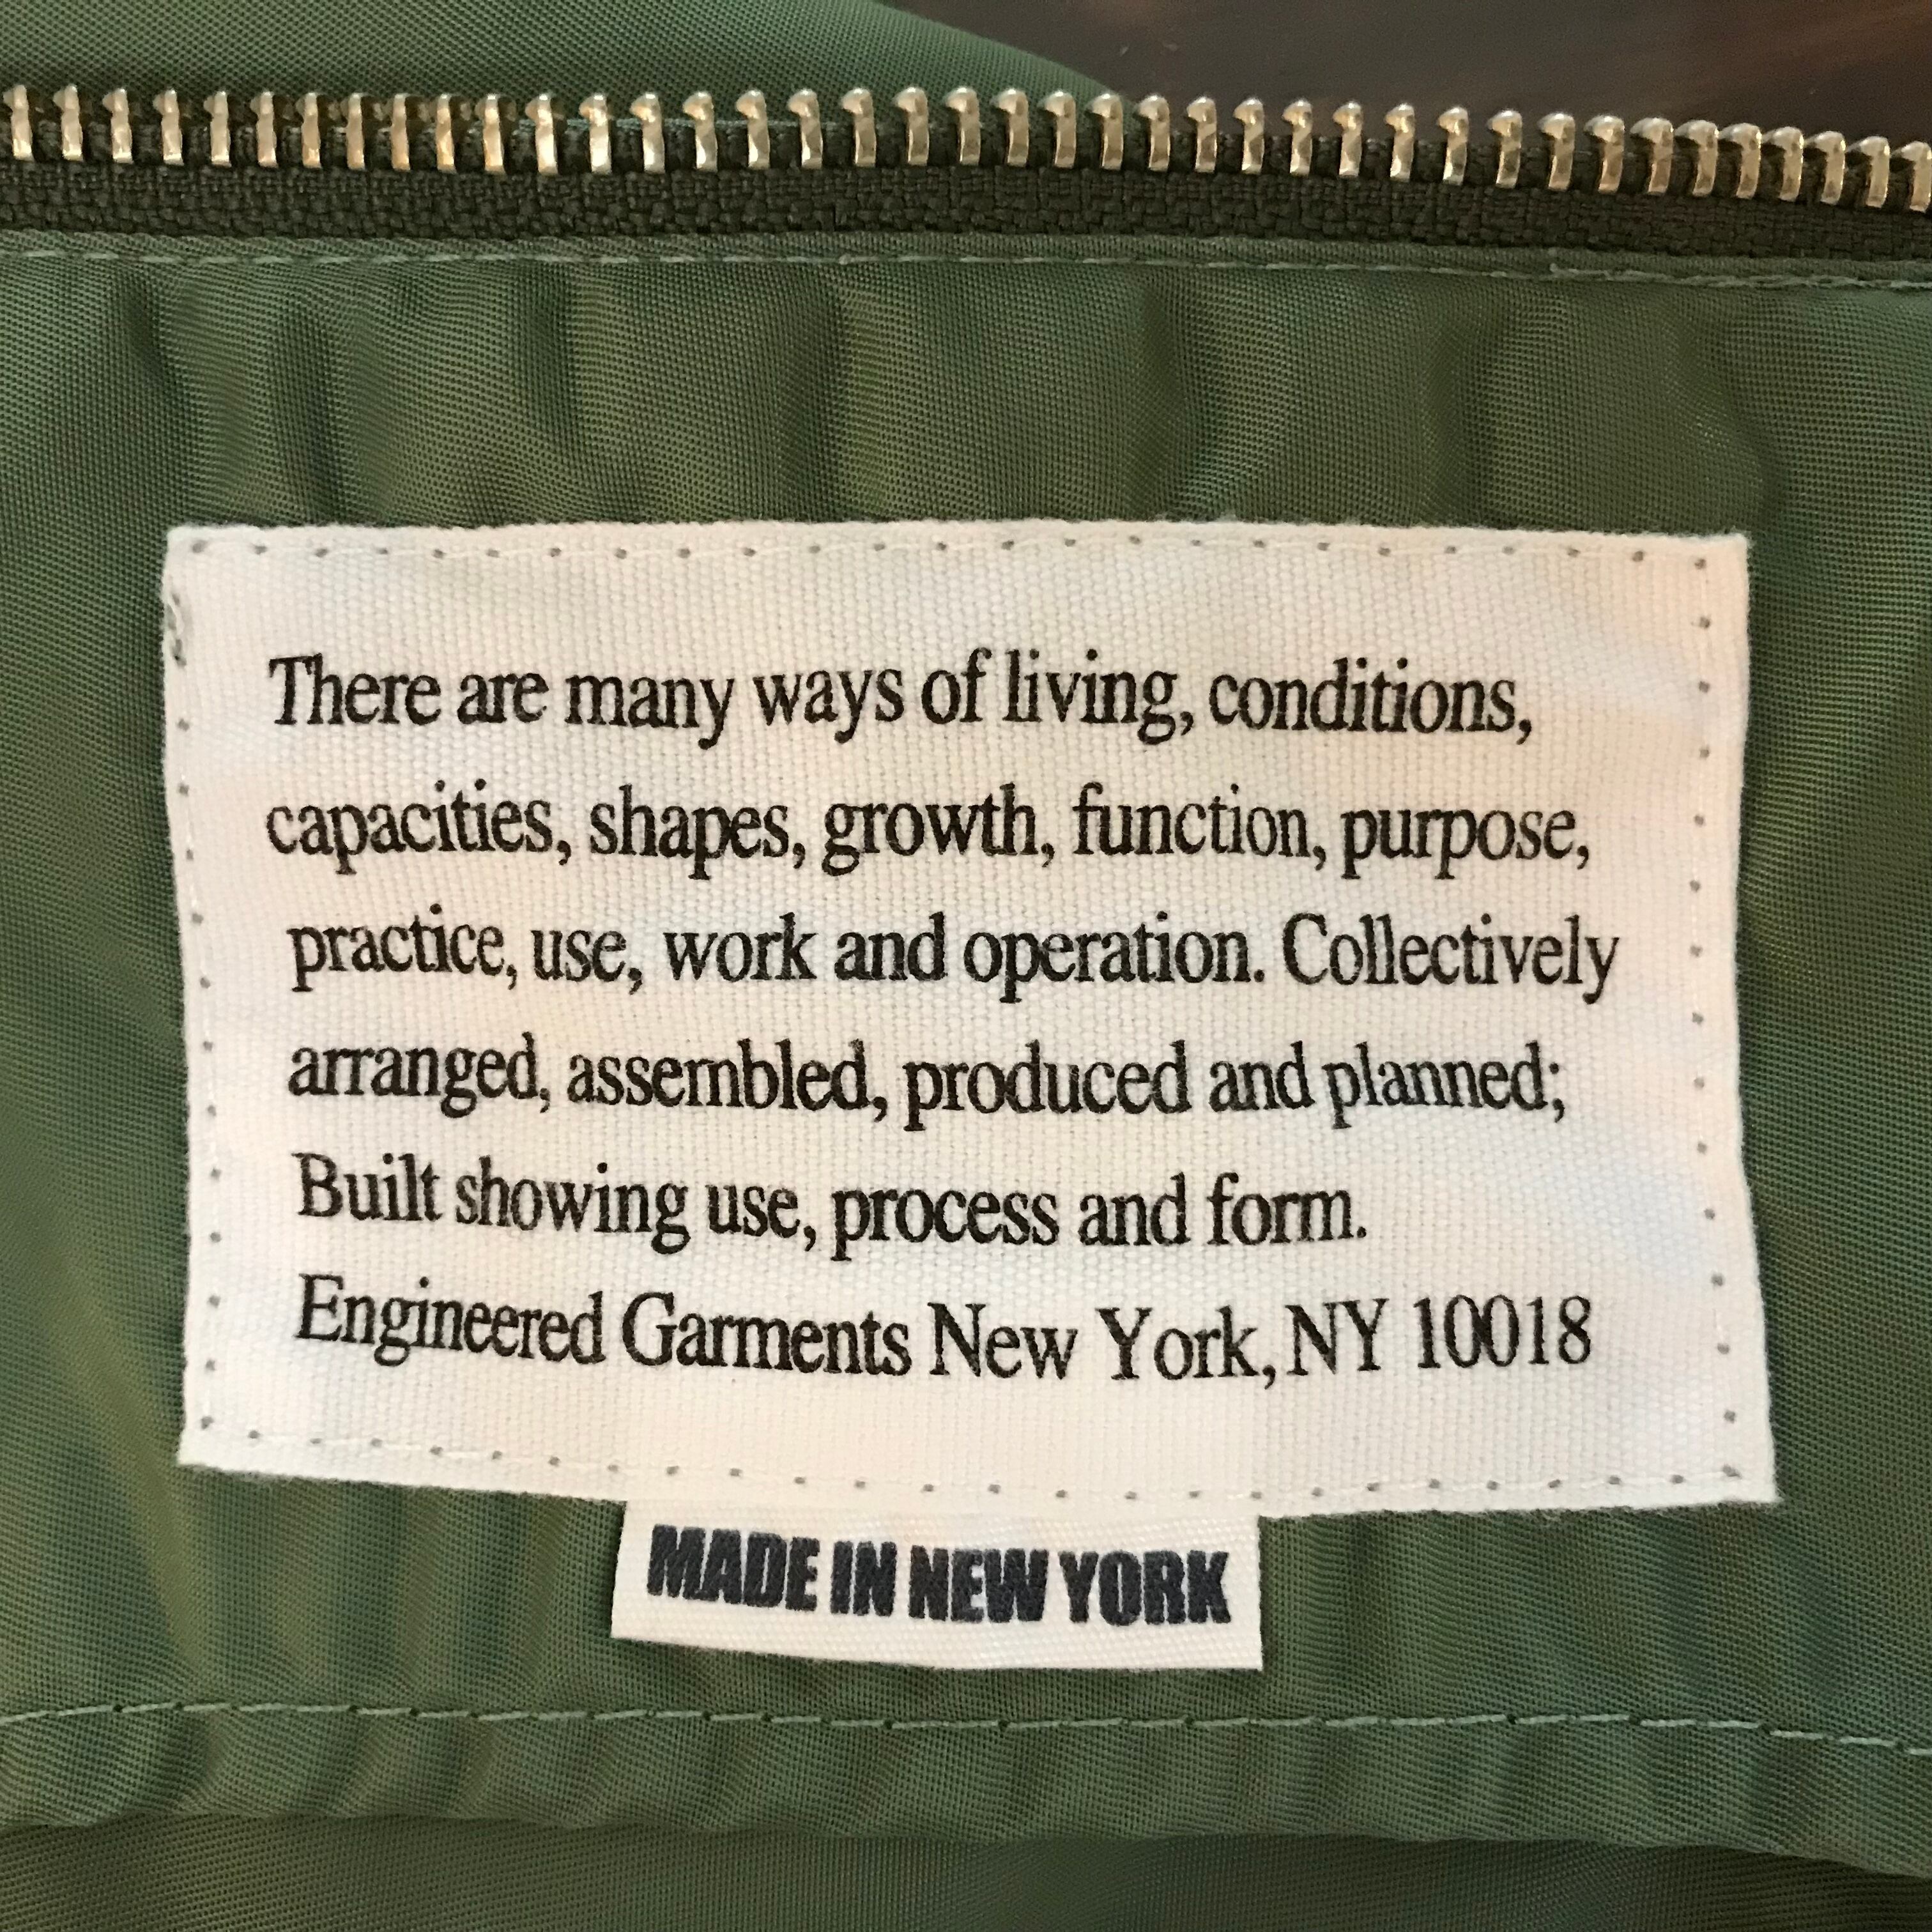 There are many ways of living, conditions,
capacities, shapes, growth, function, purpose,
practice, use, work and operation. Collectively
arranged, assembled, produced and planned;
Built showing use, process and form.
Engineered Garments New York, NY 10018
MADE IN NEW YORK